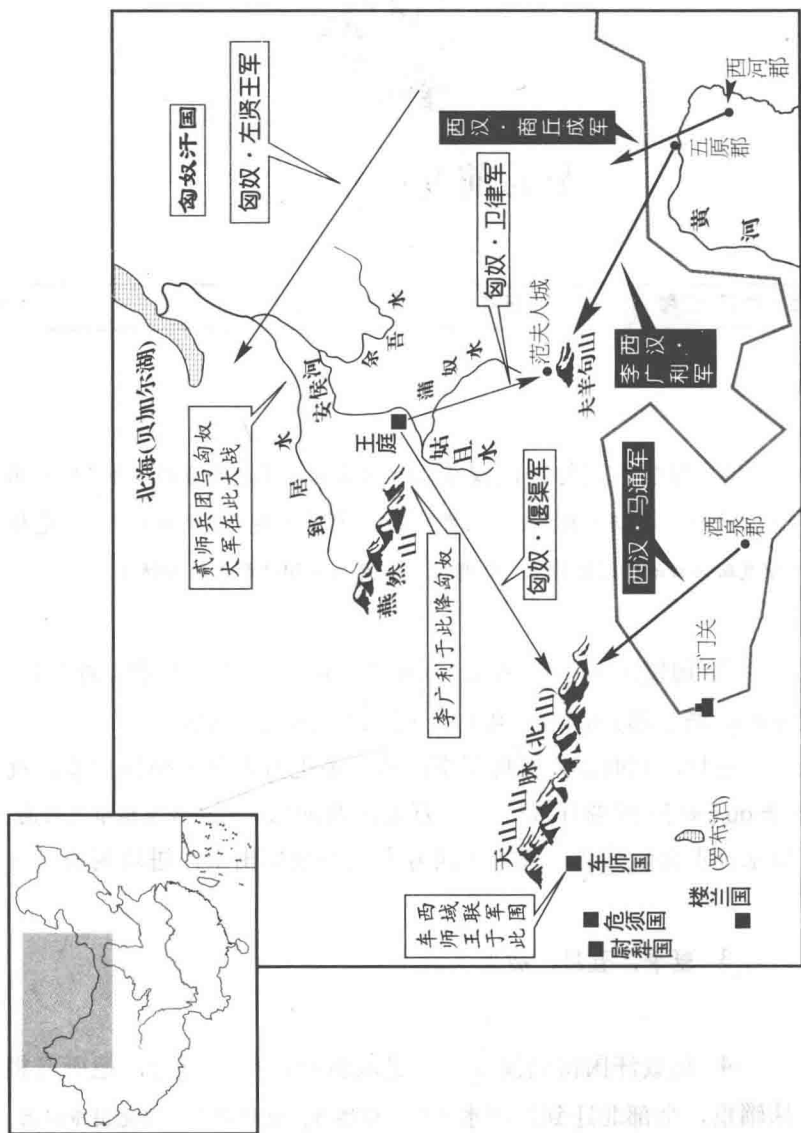 匈奴汗国
匈奴·左贤王军
北海(贝加尔湖)
余吾水
安侯河
郅居水
贰师兵团与匈奴
大军在此大战
王庭
蒲奴水
姑且水
燕然山
李广利于此降匈奴
匈奴·卫律军
匈奴·偃渠军
范夫人城
夫羊句山
西汉·商丘成军
西河郡
五原郡
黄河
西汉·
李广利
军
西汉·马通军
酒泉
郡
玉门关
天山山脉(北山)
西域联军围
车师王于此
车师国
危须国
尉犁国
楼兰国
(罗布泊)